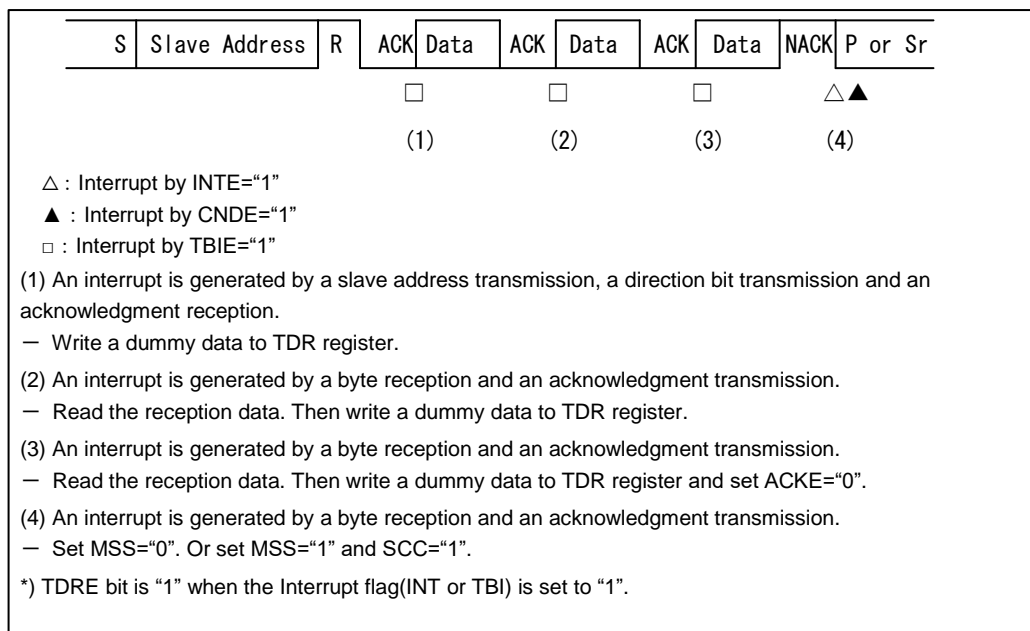 S Slave Address R ACK Data ACK Data ACK Data NACK P or Sr
□ □ □ △▲
(1) (2) (3) (4)
△ : Interrupt by INTE=“1”
▲ : Interrupt by CNDE=“1”
□ : Interrupt by TBIE=“1”
(1) An interrupt is generated by a slave address transmission, a direction bit transmission and an
acknowledgment reception.
— Write a dummy data to TDR register.
(2) An interrupt is generated by a byte reception and an acknowledgment transmission.
— Read the reception data. Then write a dummy data to TDR register.
(3) An interrupt is generated by a byte reception and an acknowledgment transmission.
— Read the reception data. Then write a dummy data to TDR register and set ACKE=“0”.
(4) An interrupt is generated by a byte reception and an acknowledgment transmission.
— Set MSS=“0”. Or set MSS=“1” and SCC=“1”.
*) TDRE bit is “1” when the Interrupt flag(INT or TBI) is set to “1”.